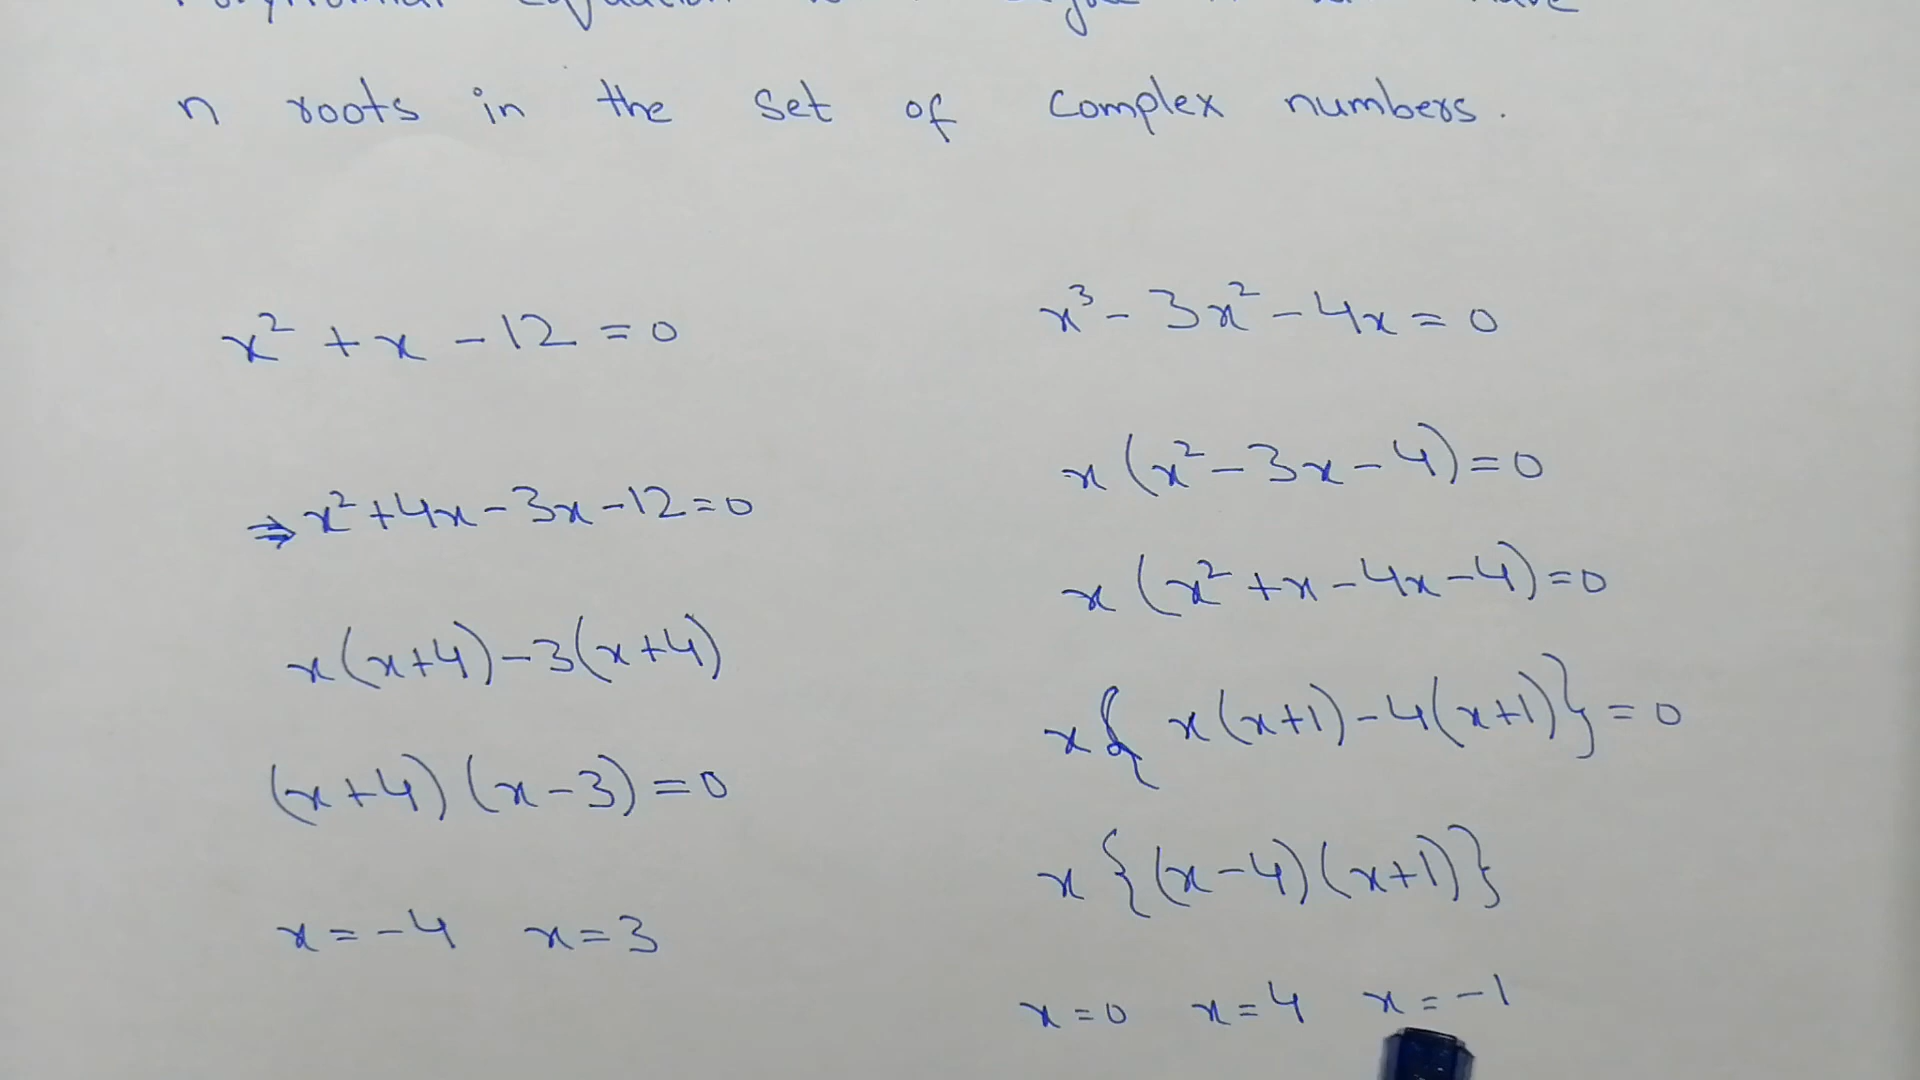 n roots in the set of complex numbers.
x² + x - 12 = 0
⇒ x² + 4x - 3x - 12 = 0
x(x+4) - 3(x+4)
(x+4)(x-3) = 0
x = -4 x = 3
x³ - 3x² - 4x = 0
x(x² - 3x - 4) = 0
x(x² + x - 4x - 4) = 0
x{x(x+1) - 4(x+1)} = 0
x{(x-4)(x+1)}
x = 0 x = 4 x = -1